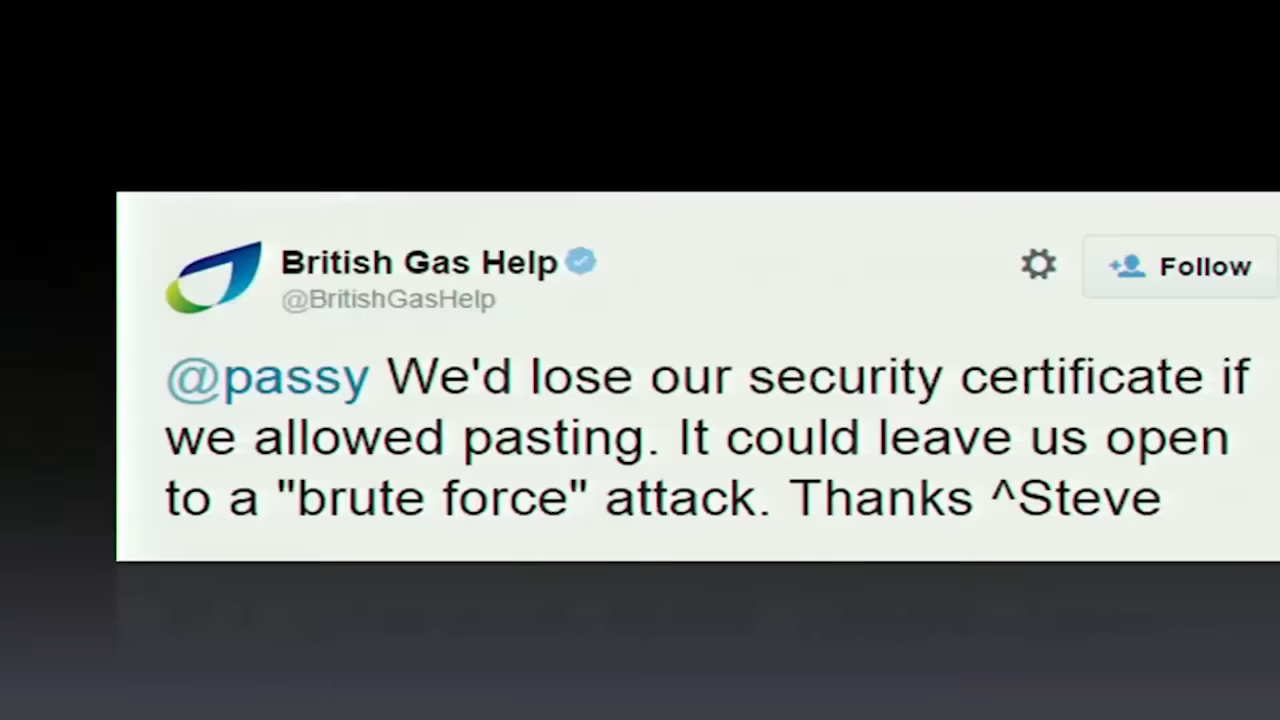 British Gas Help
@BritishGasHelp
Follow
@passy We'd lose our security certificate if
we allowed pasting. It could leave us open
to a "brute force" attack. Thanks ^Steve